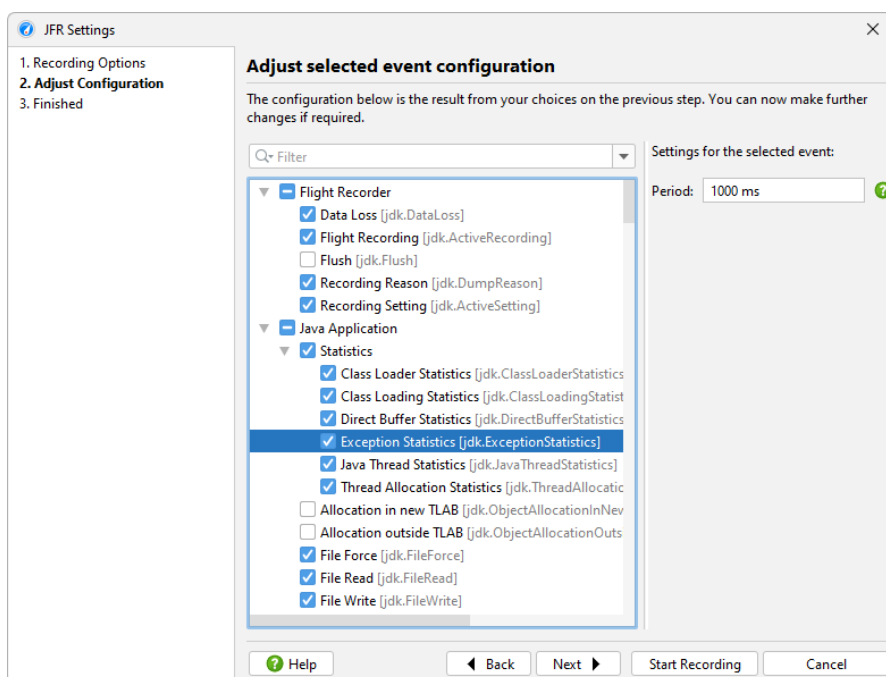 JFR Settings
1. Recording Options
2. Adjust Configuration
3. Finished
Adjust selected event configuration
The configuration below is the result from your choices on the previous step. You can now make further
changes if required.
Filter
Settings for the selected event:
Period: 1000 ms
Flight Recorder
Data Loss [jdk.DataLoss]
Flight Recording [jdk.ActiveRecording]
Flush [jdk.Flush]
Recording Reason [jdk.DumpReason]
Recording Setting [jdk.ActiveSetting]
Java Application
Statistics
Class Loader Statistics [jdk.ClassLoaderStatistics
Class Loading Statistics [jdk.ClassLoadingStatist
Direct Buffer Statistics [jdk.DirectBufferStatistics
Exception Statistics [jdk.ExceptionStatistics]
Java Thread Statistics [jdk.JavaThreadStatistics]
Thread Allocation Statistics [jdk.ThreadAllocatic
Allocation in new TLAB [jdk.ObjectAllocationInNew
Allocation outside TLAB [jdk.ObjectAllocationOuts
File Force [jdk.FileForce]
File Read [jdk.FileRead]
File Write [jdk.FileWrite]
Help
Back
Next
Start Recording
Cancel